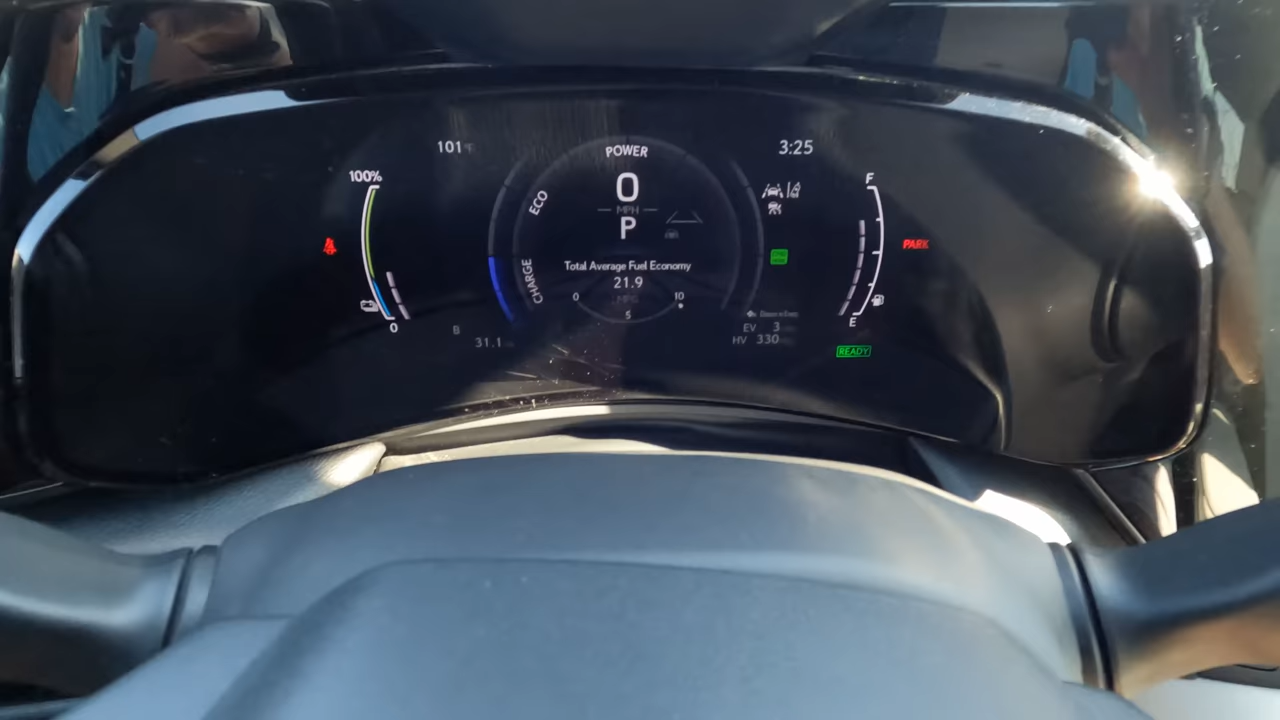 101°F
POWER
3:25
100%
F
0
ECO
MPH
P
PARK
Total Average Fuel Economy
CHARGE
21.9
0
10
MPG
5
E
0
B
EV 3
31.1
HV 330
READY